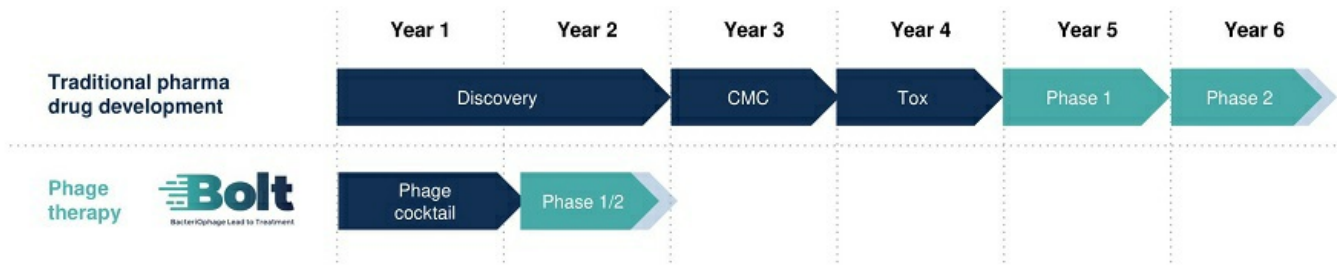 Year 1 Year 2 Year 3 Year 4 Year 5 Year 6
Traditional pharma
drug development
Discovery CMC Tox Phase 1 Phase 2
Phage
therapy
Bolt
BacteriOphage Lead to Treatment
Phage
cocktail
Phase 1/2